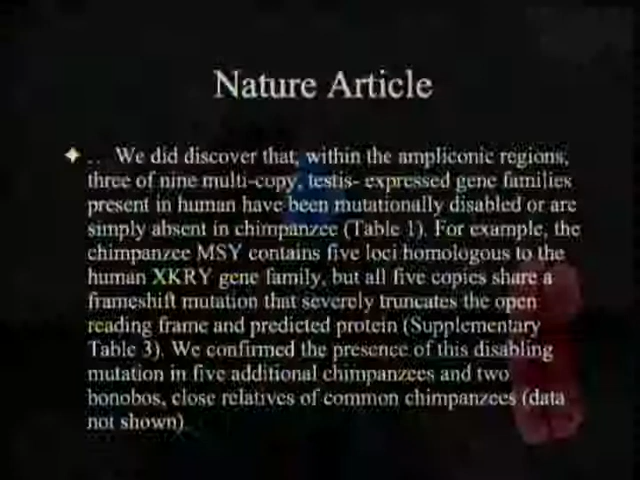 Nature Article
.. We did discover that, within the ampliconic regions,
three of nine multi-copy, testis- expressed gene families
present in human have been mutationally disabled or are
simply absent in chimpanzee (Table 1). For example, the
chimpanzee MSY contains five loci homologous to the
human XKRY gene family, but all five copies share a
frameshift mutation that severely truncates the open
reading frame and predicted protein (Supplementary
Table 3). We confirmed the presence of this disabling
mutation in five additional chimpanzees and two
bonobos, close relatives of common chimpanzees (data
not shown).